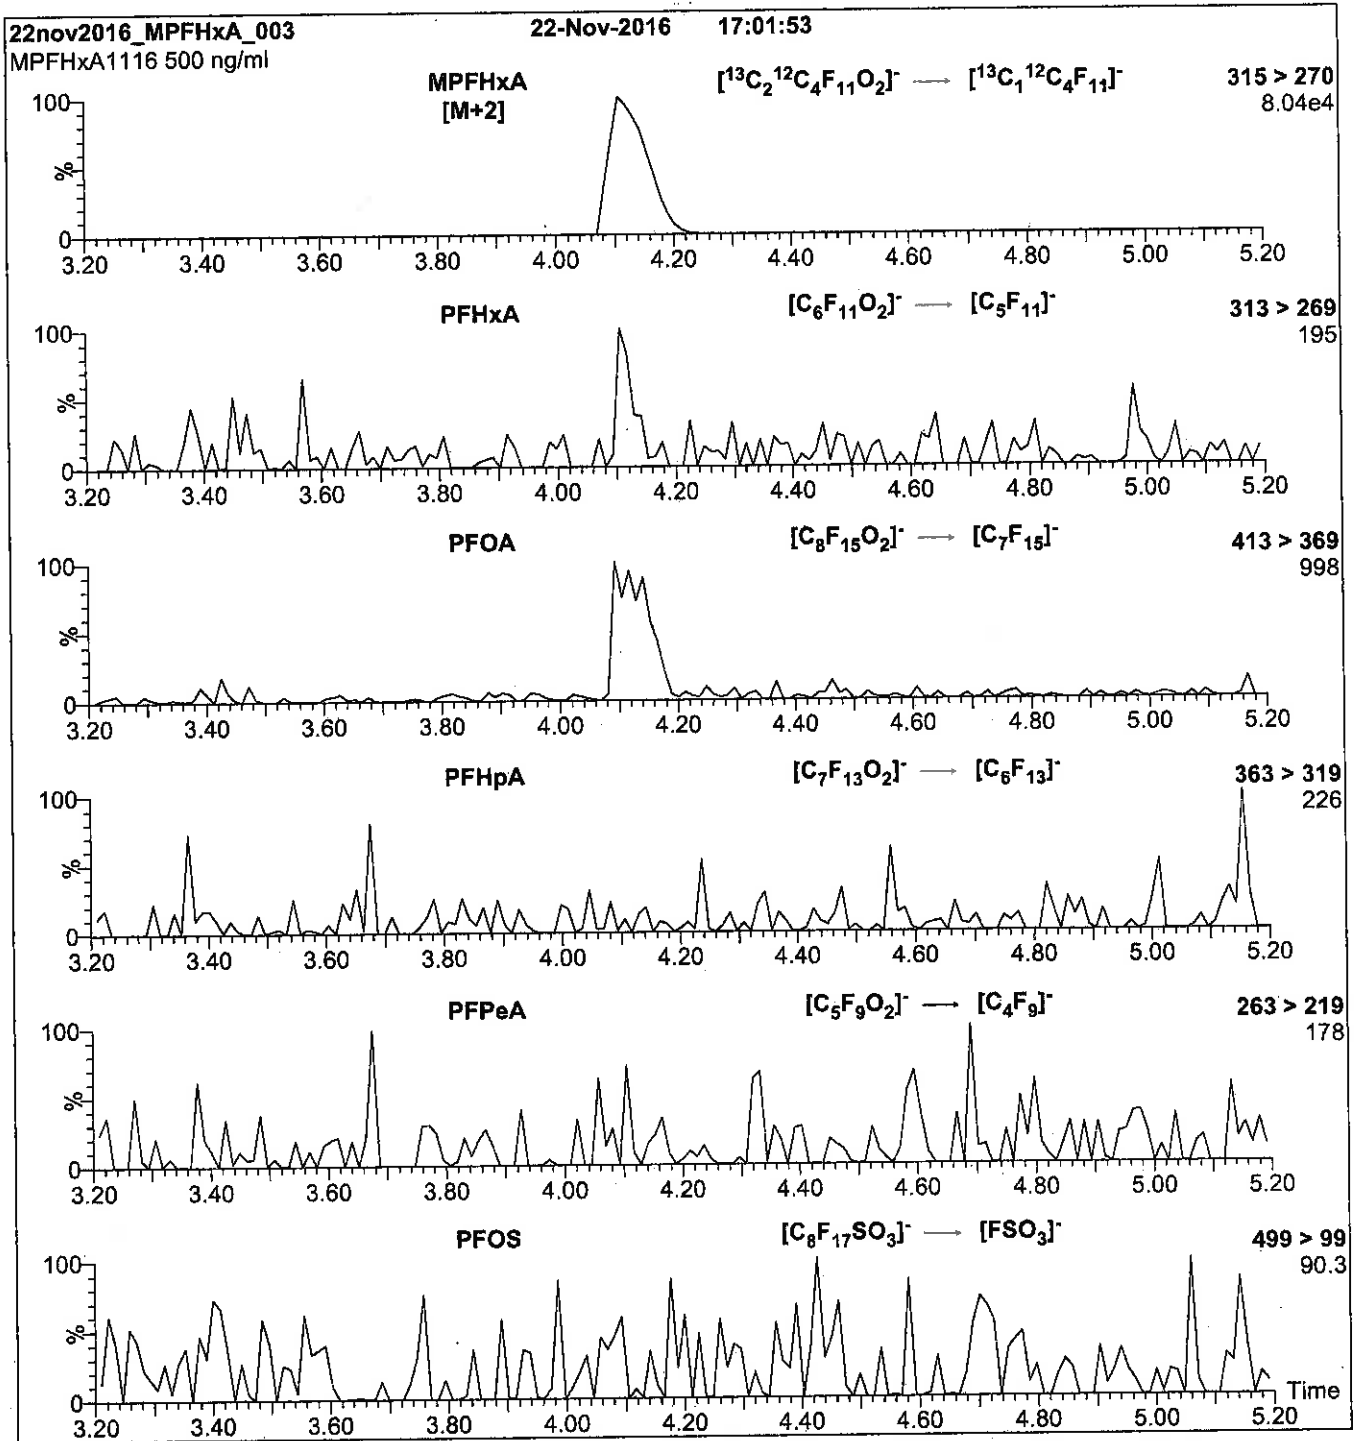 22nov2016_MPFHxA_003 22-Nov-2016 17:01:53
MPFHxA1116 500 ng/ml
MPFHxA [¹³C₂¹²C₄F₁₁O₂]⁻ → [¹³C₁¹²C₄F₁₁]⁻ 315 > 270
[M+2] 8.04e4
100
%
0
3.20 3.40 3.60 3.80 4.00 4.20 4.40 4.60 4.80 5.00 5.20
PFHxA [C₆F₁₁O₂]⁻ → [C₅F₁₁]⁻ 313 > 269
195
100
%
0
3.20 3.40 3.60 3.80 4.00 4.20 4.40 4.60 4.80 5.00 5.20
PFOA [C₈F₁₅O₂]⁻ → [C₇F₁₅]⁻ 413 > 369
998
100
%
0
3.20 3.40 3.60 3.80 4.00 4.20 4.40 4.60 4.80 5.00 5.20
PFHpA [C₇F₁₃O₂]⁻ → [C₆F₁₃]⁻ 363 > 319
226
100
%
0
3.20 3.40 3.60 3.80 4.00 4.20 4.40 4.60 4.80 5.00 5.20
PFPeA [C₅F₉O₂]⁻ → [C₄F₉]⁻ 263 > 219
178
100
%
0
3.20 3.40 3.60 3.80 4.00 4.20 4.40 4.60 4.80 5.00 5.20
PFOS [C₈F₁₇SO₃]⁻ → [FSO₃]⁻ 499 > 99
90.3
100
%
0
Time
3.20 3.40 3.60 3.80 4.00 4.20 4.40 4.60 4.80 5.00 5.20